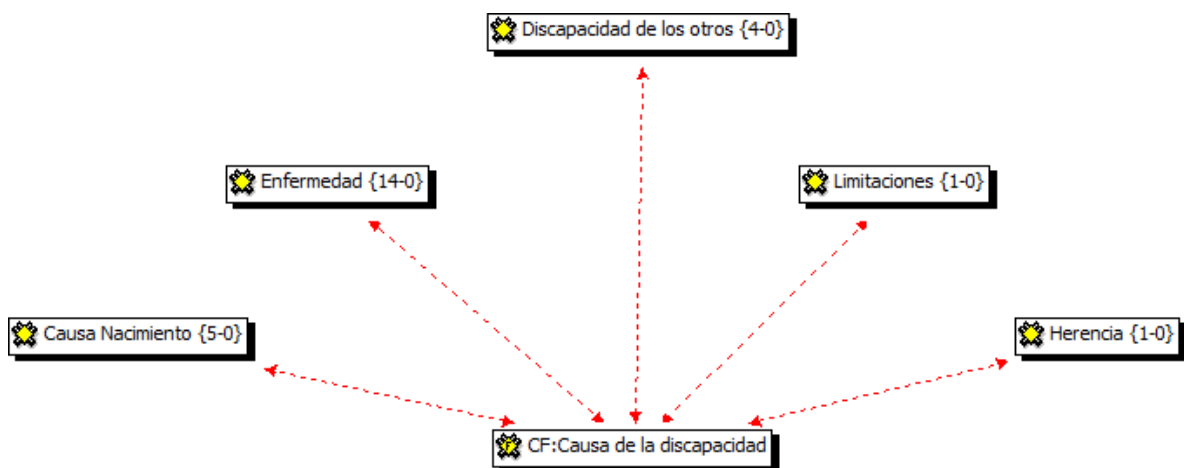 Discapacidad de los otros {4-0}
Enfermedad {14-0}
Limitaciones {1-0}
Causa Nacimiento {5-0}
Herencia {1-0}
CF:Causa de la discapacidad